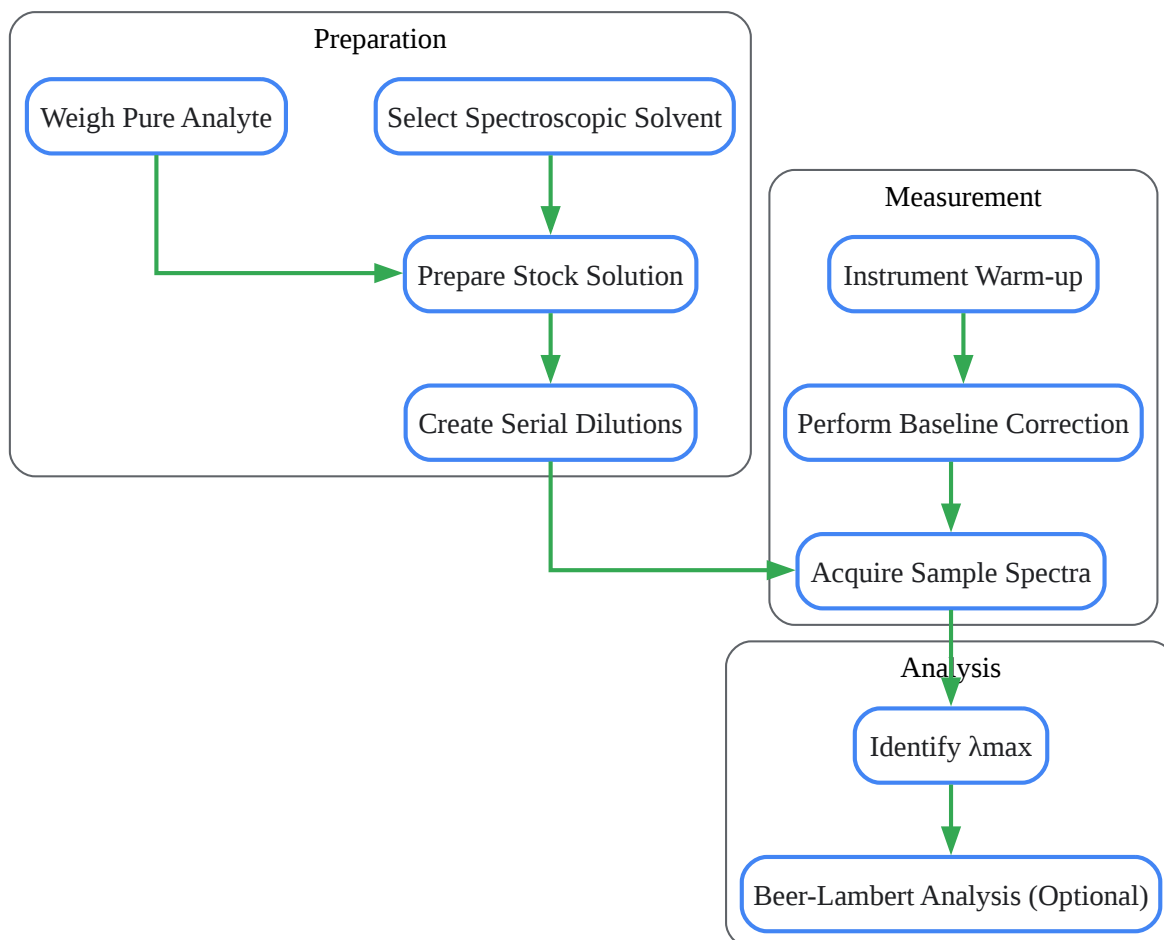 Preparation
Weigh Pure Analyte
Select Spectroscopic Solvent
Prepare Stock Solution
Create Serial Dilutions
Measurement
Instrument Warm-up
Perform Baseline Correction
Acquire Sample Spectra
Analysis
Identify λmax
Beer-Lambert Analysis (Optional)